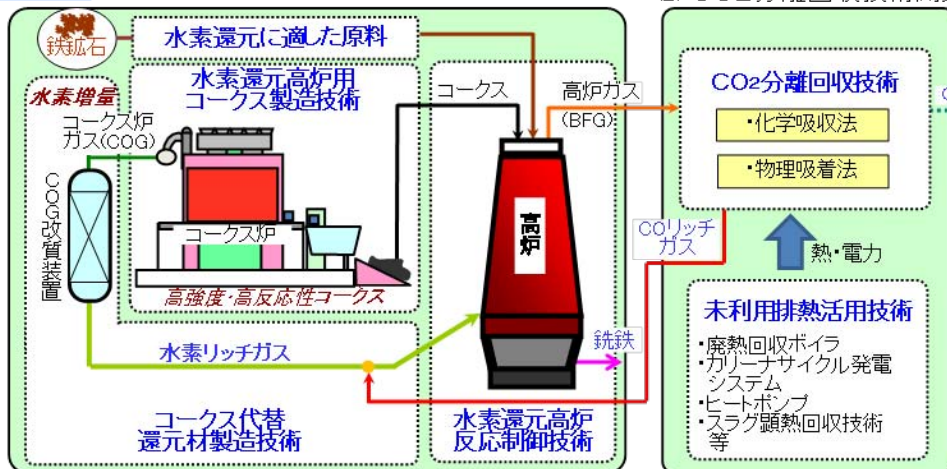 鉄鉱石
水素還元に適した原料
水素増量
水素還元高炉用
コークス製造技術
コークス炉
ガス(COG)
COG改質装置
コークス炉
高強度・高反応性コークス
水素リッチガス
コークス代替
還元材製造技術
コークス
高炉ガス
(BFG)
高炉
COリッチ
ガス
銑鉄
水素還元高炉
反応制御技術
CO2分離回収技術
・化学吸収法
・物理吸着法
熱・電力
未利用排熱活用技術
・廃熱回収ボイラ
・カリーナサイクル発電
システム
・ヒートポンプ
・スラグ顕熱回収技術
等